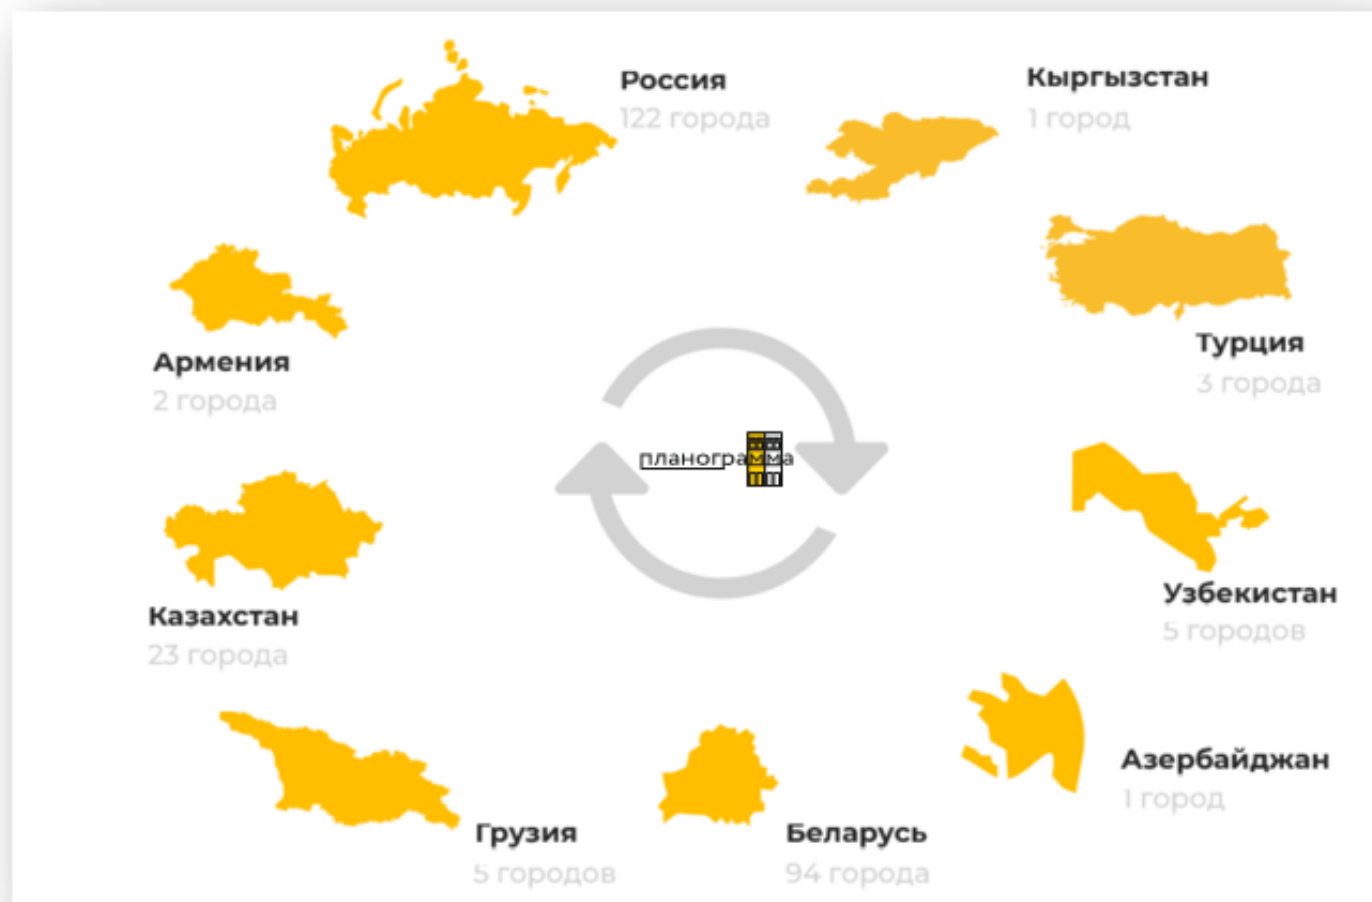 Россия
122 города
Кыргызстан
1 город
Армения
2 города
Турция
3 города
планограмма
Казахстан
23 города
Узбекистан
5 городов
Грузия
5 городов
Беларусь
94 города
Азербайджан
1 город